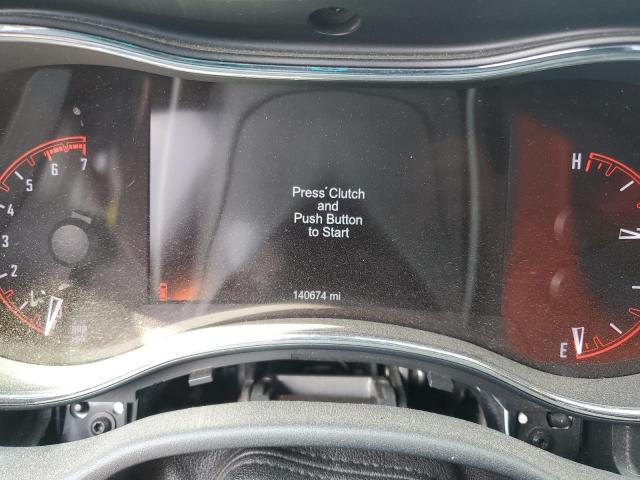 7
6
5
4
3
2
Press Clutch
and
Push Button
to Start
140674 mi
H
E